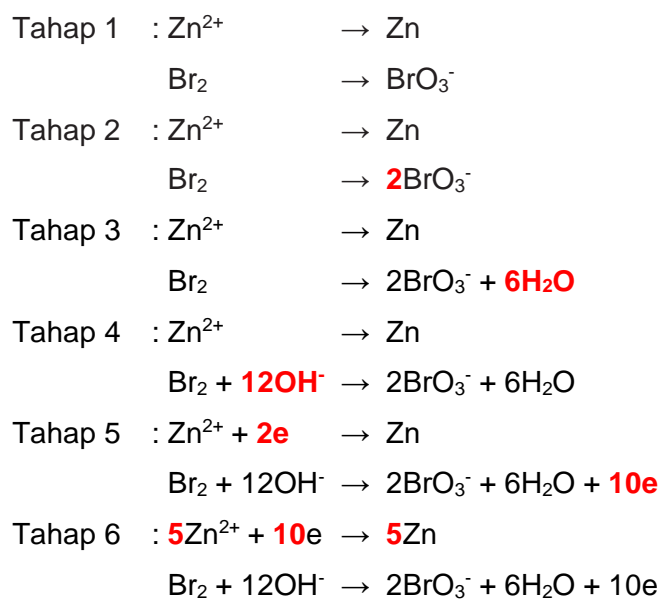 Tahap 1 : Zn²⁺ → Zn
Br₂ → BrO₃⁻
Tahap 2 : Zn²⁺ → Zn
Br₂ → 2BrO₃⁻
Tahap 3 : Zn²⁺ → Zn
Br₂ → 2BrO₃⁻ + 6H₂O
Tahap 4 : Zn²⁺ → Zn
Br₂ + 12OH⁻ → 2BrO₃⁻ + 6H₂O
Tahap 5 : Zn²⁺ + 2e → Zn
Br₂ + 12OH⁻ → 2BrO₃⁻ + 6H₂O + 10e
Tahap 6 : 5Zn²⁺ + 10e → 5Zn
Br₂ + 12OH⁻ → 2BrO₃⁻ + 6H₂O + 10e